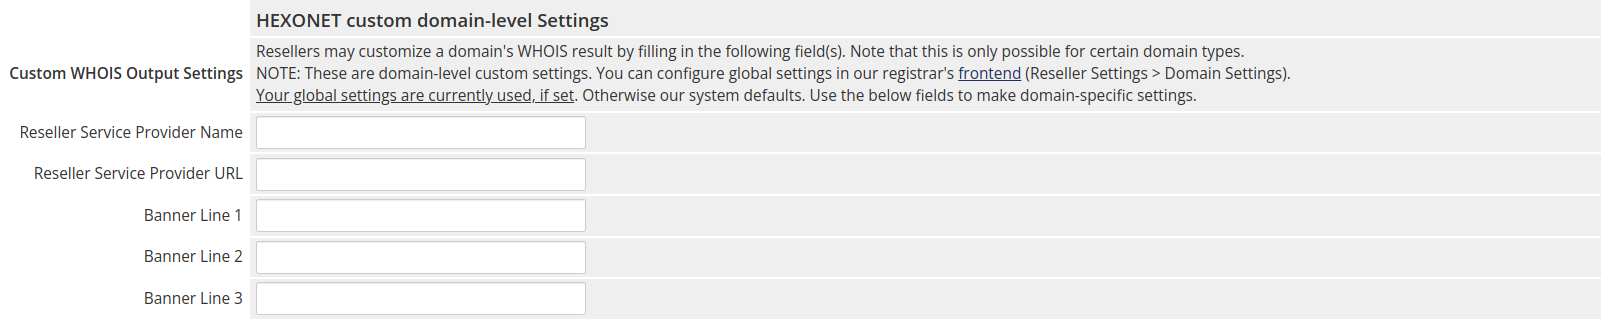 HEXONET custom domain-level Settings
Custom WHOIS Output Settings
Resellers may customize a domain's WHOIS result by filling in the following field(s). Note that this is only possible for certain domain types.
NOTE: These are domain-level custom settings. You can configure global settings in our registrar's frontend (Reseller Settings > Domain Settings).
Your global settings are currently used, if set. Otherwise our system defaults. Use the below fields to make domain-specific settings.
Reseller Service Provider Name
Reseller Service Provider URL
Banner Line 1
Banner Line 2
Banner Line 3